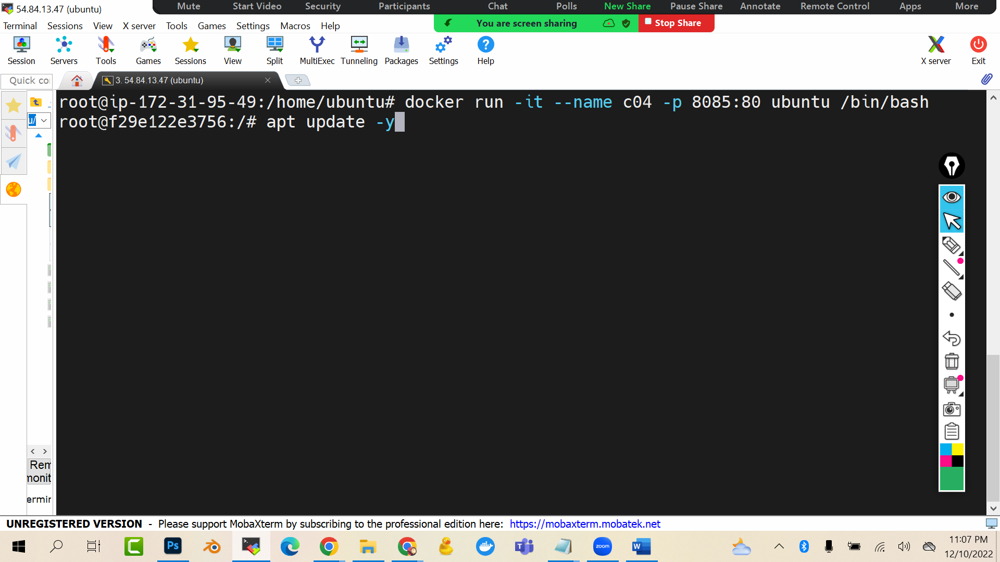 54.84.13.47 (ubuntu)
Mute Start Video Security Participants Chat Polls New Share Pause Share Annotate Remote Control Apps More
You are screen sharing Stop Share
Terminal Sessions View X server Tools Games Settings Macros Help
Session Servers Tools Games Sessions View Split MultiExec Tunneling Packages Settings Help X server Exit
Quick co
3. 54.84.13.47 (ubuntu)
root@ip-172-31-95-49:/home/ubuntu# docker run -it --name c04 -p 8085:80 ubuntu /bin/bash
u/
root@f29e122e3756:/# apt update -y
Rem
monit
ermin
UNREGISTERED VERSION - Please support MobaXterm by subscribing to the professional edition here: https://mobaxterm.mobatek.net
Ps
zoom
W
11:07 PM
12/10/2022